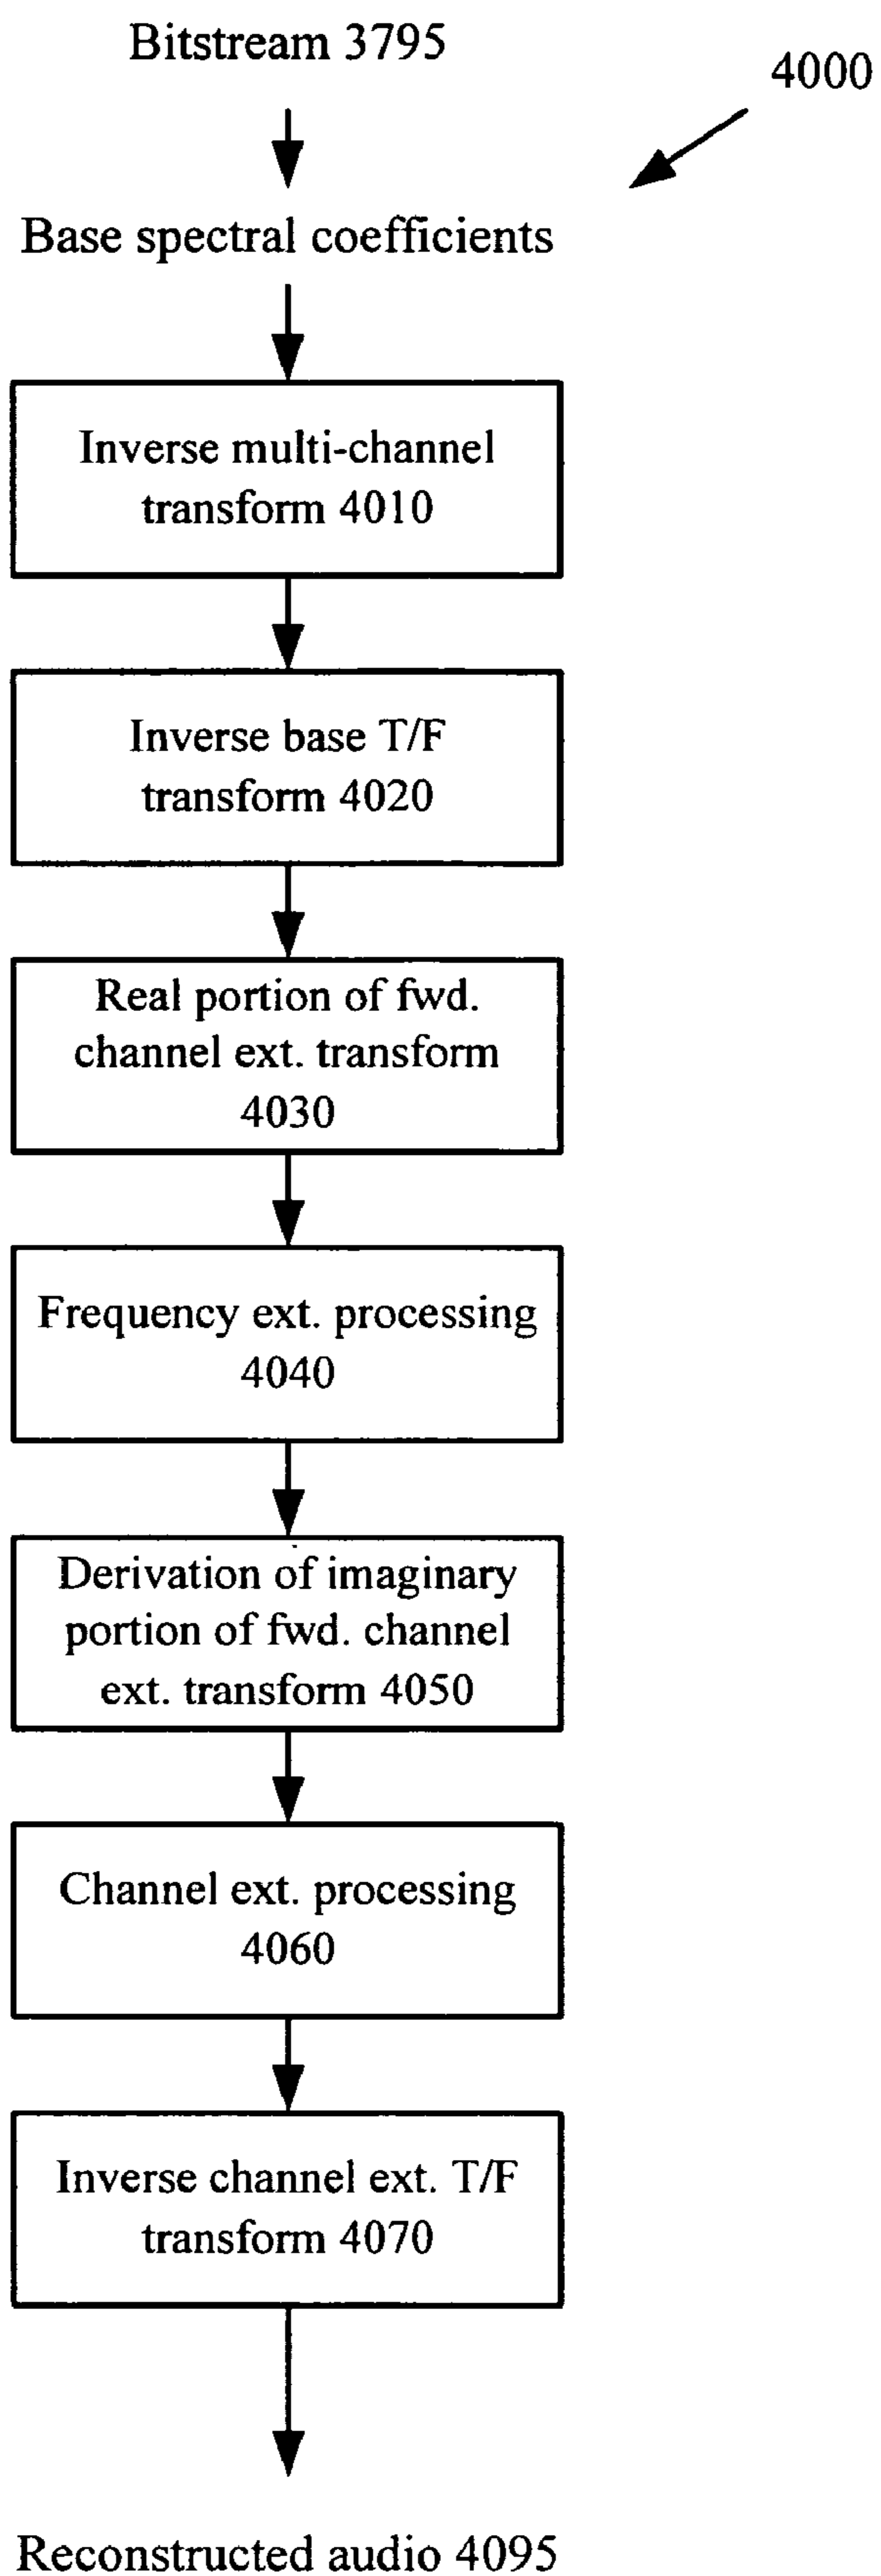 Bitstream 3795
4000
Base spectral coefficients
Inverse multi-channel
transform 4010
Inverse base T/F
transform 4020
Real portion of fwd.
channel ext. transform
4030
Frequency ext. processing
4040
Derivation of imaginary
portion of fwd. channel
ext. transform 4050
Channel ext. processing
4060
Inverse channel ext. T/F
transform 4070
Reconstructed audio 4095